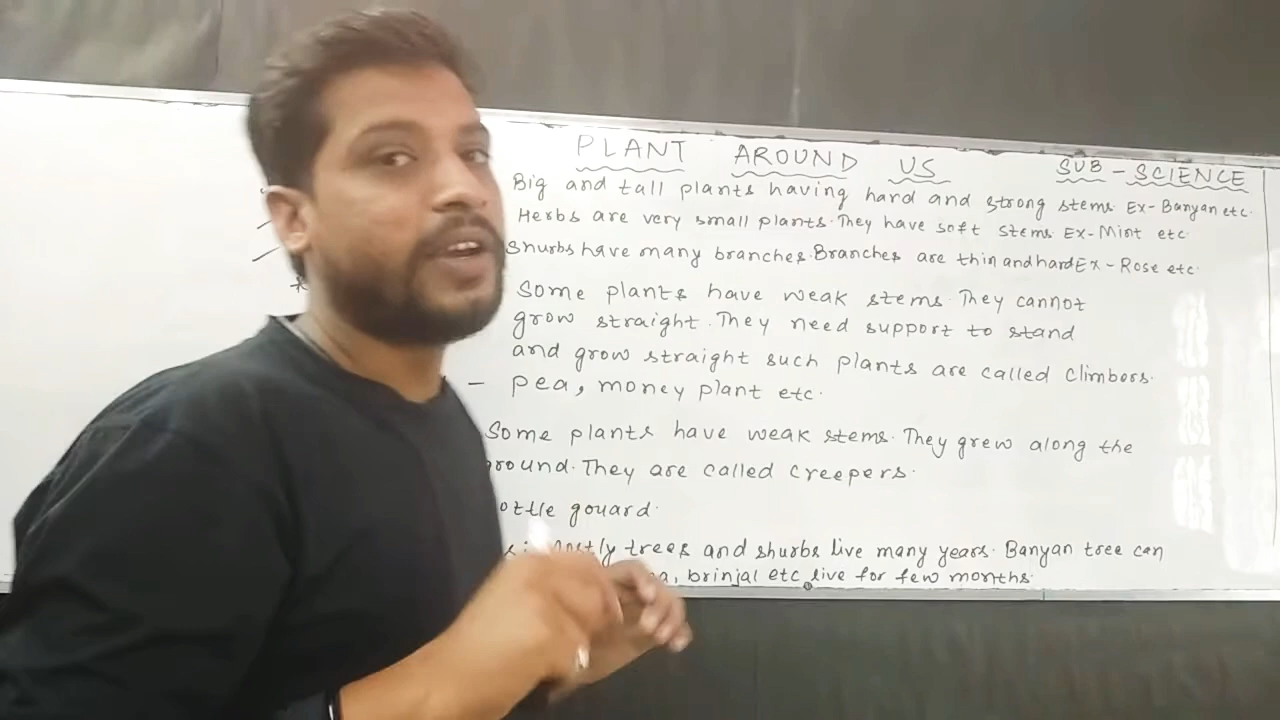 PLANT AROUND US SUB - SCIENCE
Big and tall plants having hard and strong stems Ex- Banyan etc.
Herbs are very small plants. They have soft stems Ex- Mint etc.
Shurbs have many branches. Branches are thin and hard Ex - Rose etc.
Some plants have weak stems. They cannot
grow straight. They need support to stand
and grow straight such plants are called climbors.
- pea, money plant etc.
Some plants have weak stems. They grew along the
round. They are called creepers.
ottle gouard.
trees and shurbs live many years. Banyan tree can
brinjal etc live for few months.